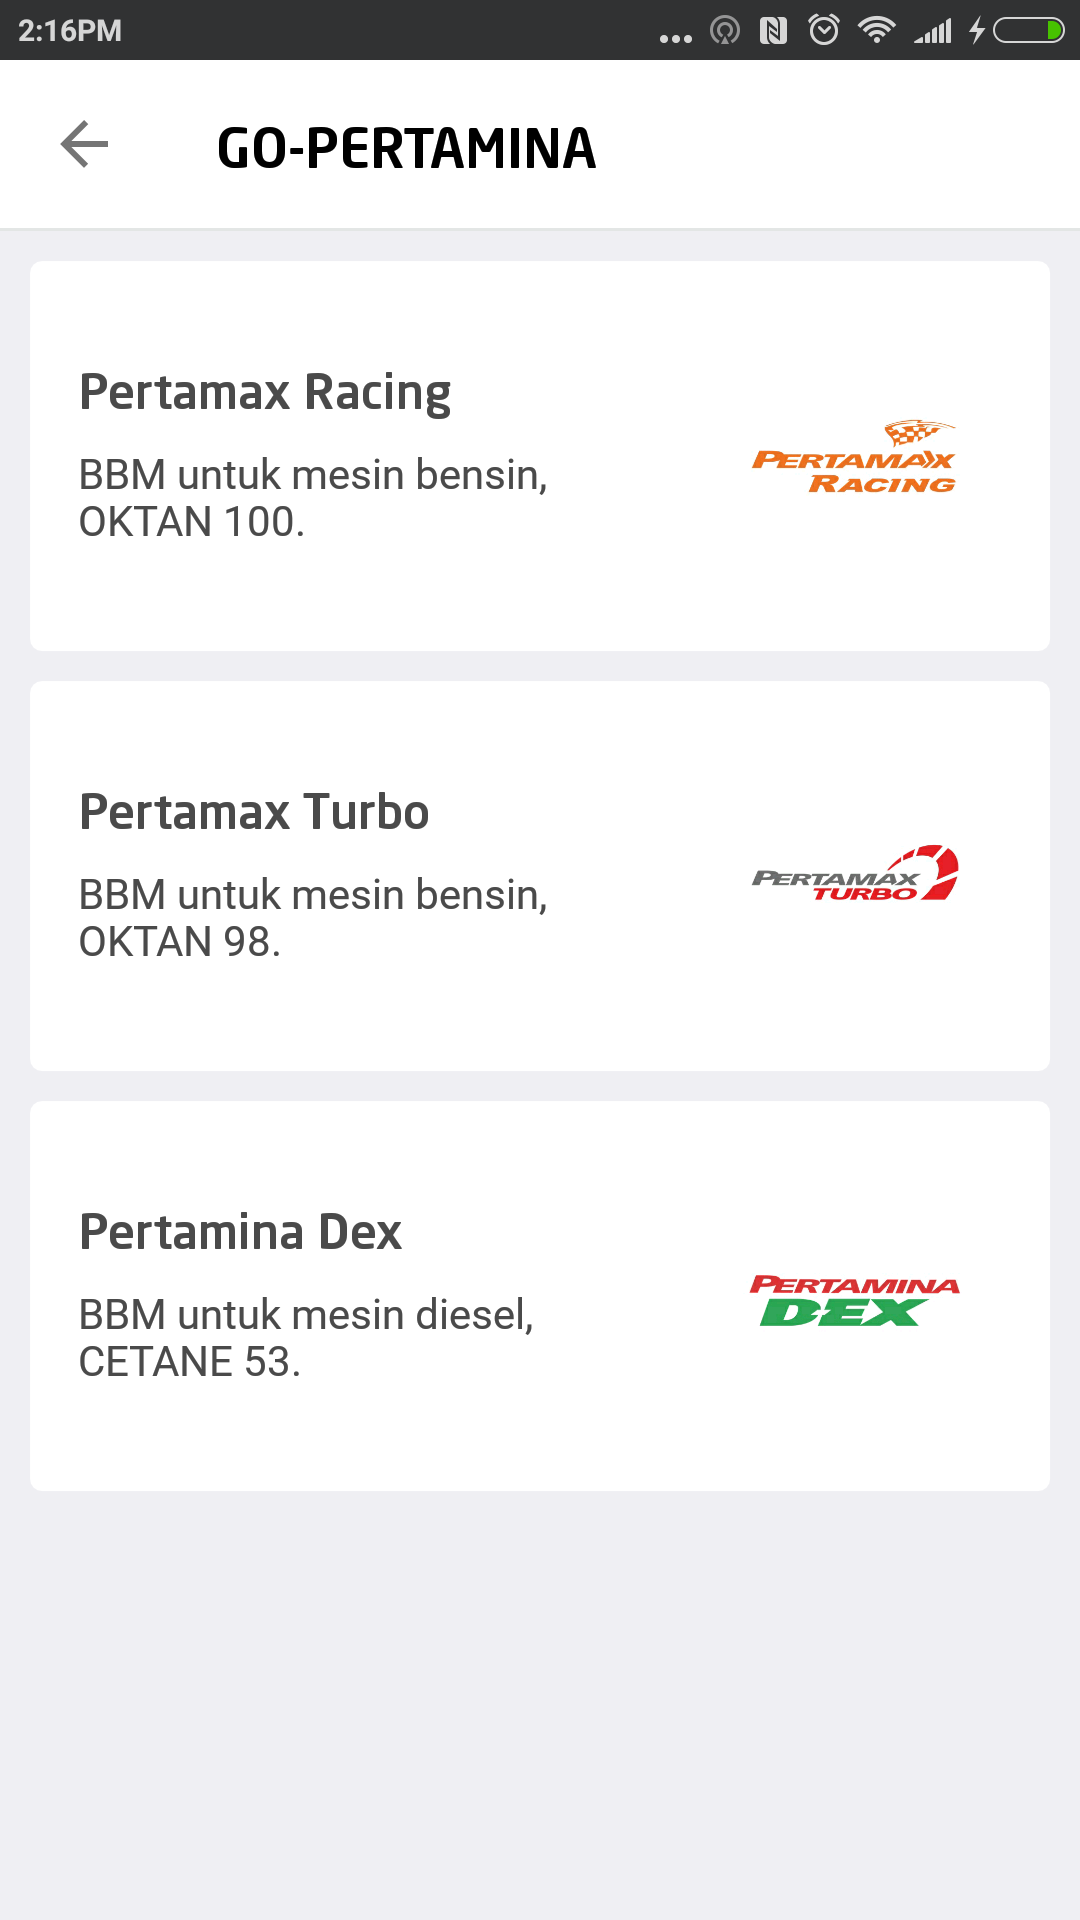 2:16PM
GO-PERTAMINA
Pertamax Racing
BBM untuk mesin bensin,
OKTAN 100.
PERTAMAX
RACING
Pertamax Turbo
BBM untuk mesin bensin,
OKTAN 98.
PERTAMAX
TURBO
Pertamina Dex
BBM untuk mesin diesel,
CETANE 53.
PERTAMINA
DEX